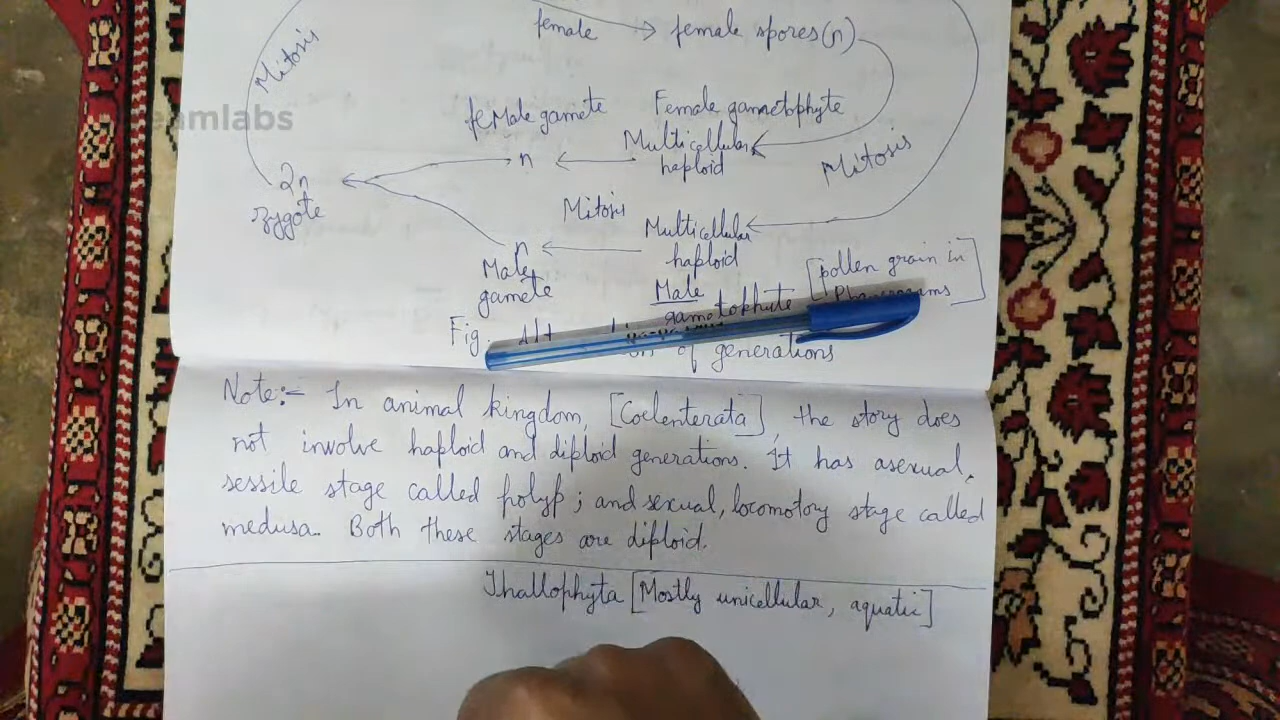 Mitosis
female → female spores (n)
female gamete Female gametophyte
eamlabs
n ← Multicellular
haploid
Mitosis
2n
zygote
Mitosis
Multicellular
n ← haploid
Male
gamete
Male
gametophyte
[pollen grain in
Phanerogams]
Fig.
of generations
Note:- In animal kingdom, [Coelenterata], the story does
not involve haploid and diploid generations. It has asexual,
sessile stage called polyp; and sexual, locomotory stage called
medusa. Both these stages are diploid.
Thallophyta [Mostly unicellular, aquatic]